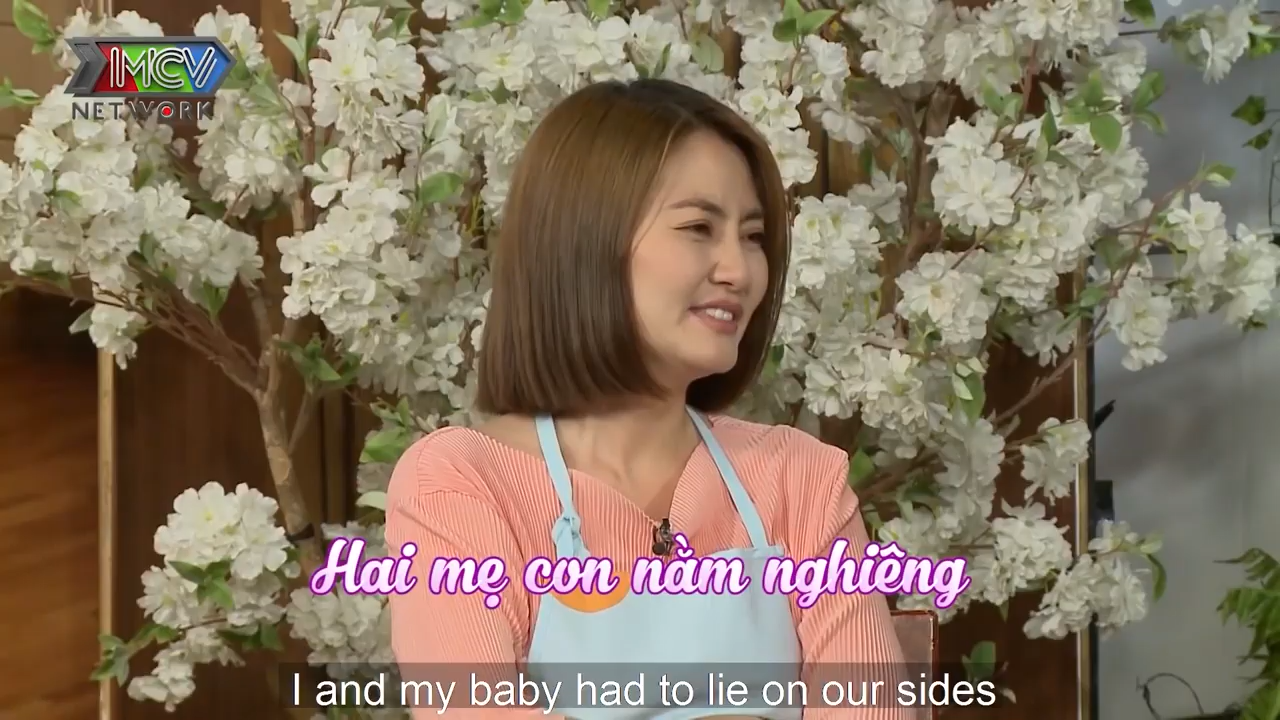 MCV
NETWORK
Hai mẹ con nằm nghiêng
I and my baby had to lie on our sides